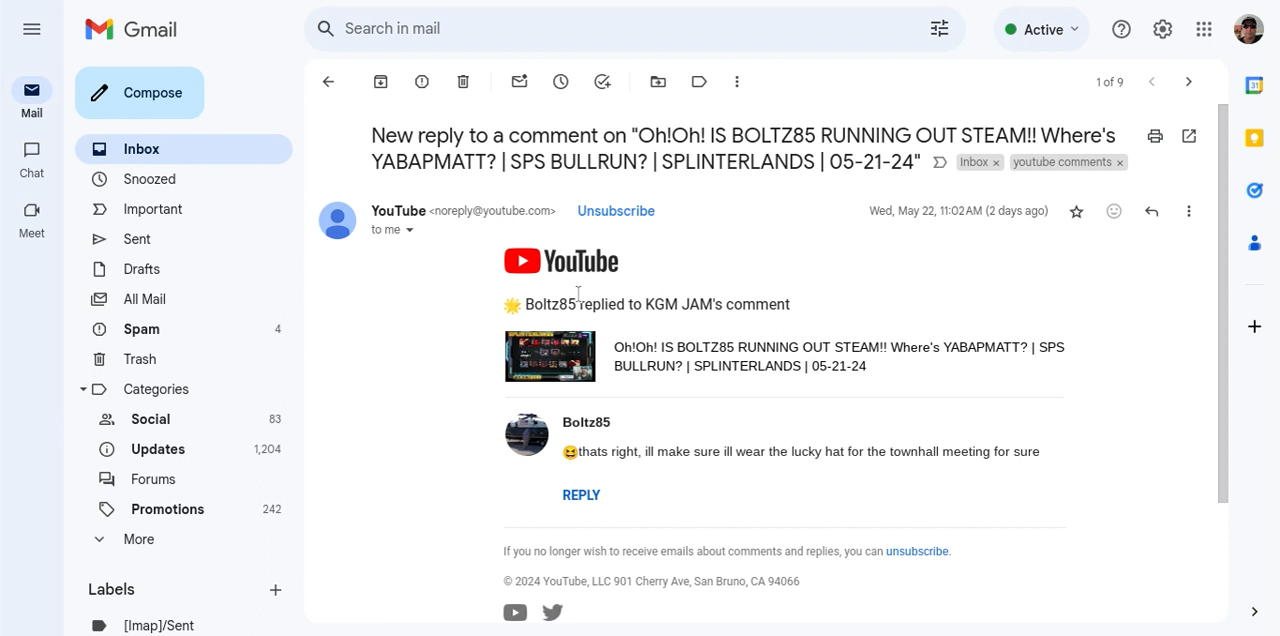 Gmail
Search in mail
Active
Mail
Compose
1 of 9
Chat
Inbox
New reply to a comment on "Oh!Oh! IS BOLTZ85 RUNNING OUT STEAM!! Where's
YABAPMATT? | SPS BULLRUN? | SPLINTERLANDS | 05-21-24"
Inbox ×
youtube comments ×
Meet
Snoozed
Important
Sent
Drafts
All Mail
Spam 4
Trash
Categories
Social 83
Updates 1,204
Forums
Promotions 242
More
Labels
[Imap]/Sent
YouTube <noreply@youtube.com> Unsubscribe
Wed, May 22, 11:02 AM (2 days ago)
to me
YouTube
🌟 Boltz85 replied to KGM JAM's comment
Oh!Oh! IS BOLTZ85 RUNNING OUT STEAM!! Where's YABAPMATT? | SPS
BULLRUN? | SPLINTERLANDS | 05-21-24
Boltz85
😆thats right, ill make sure ill wear the lucky hat for the townhall meeting for sure
REPLY
If you no longer wish to receive emails about comments and replies, you can unsubscribe.
© 2024 YouTube, LLC 901 Cherry Ave, San Bruno, CA 94066
31